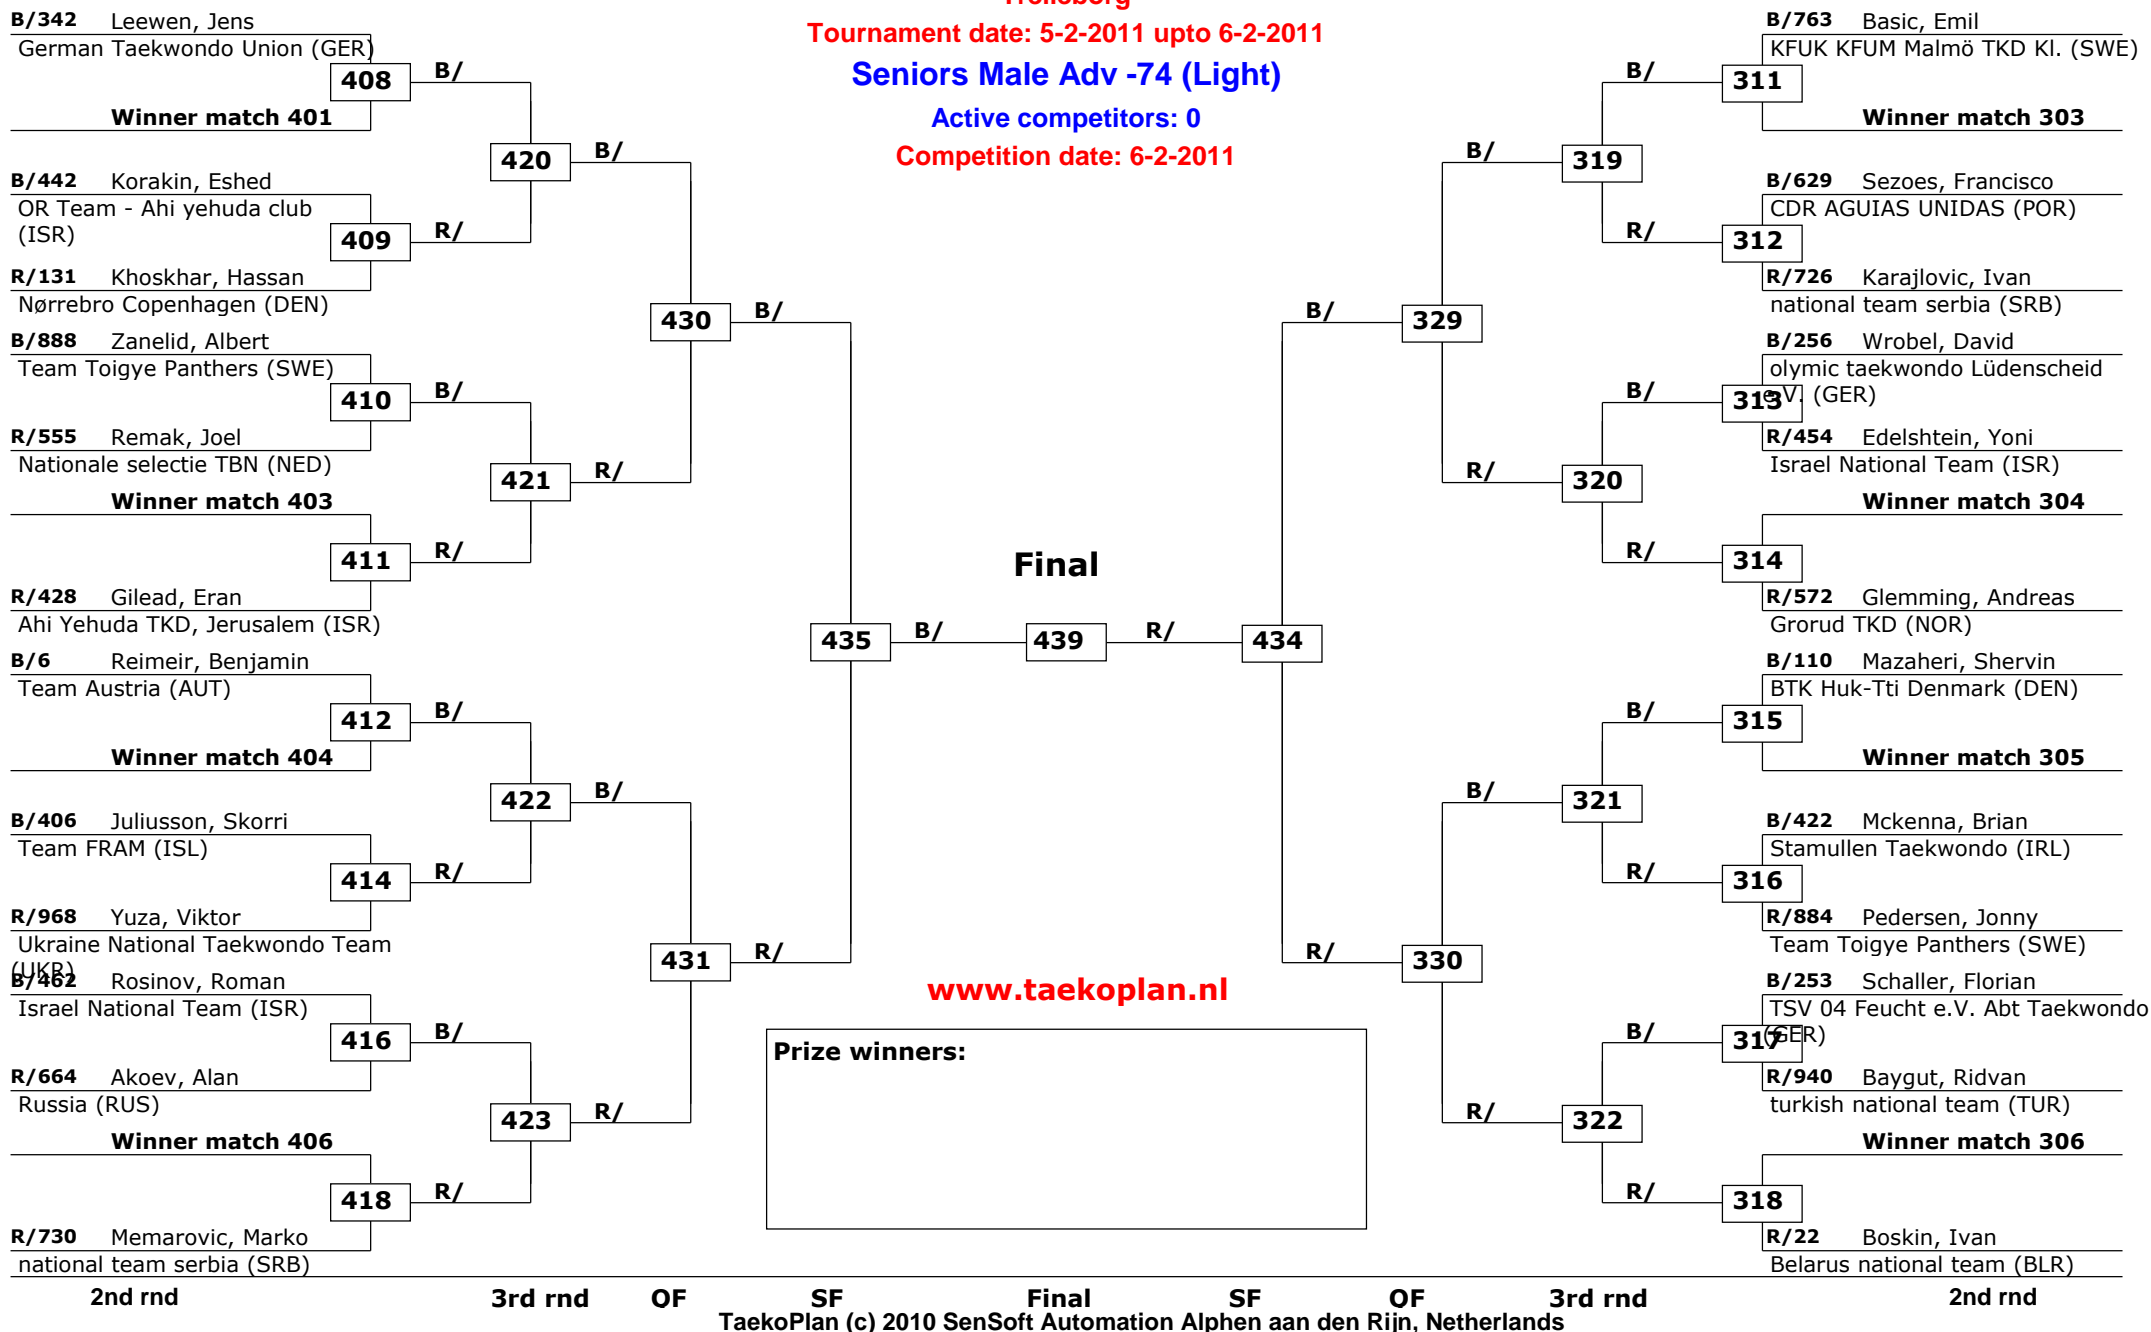 Trelleborg
Tournament date: 5-2-2011 upto 6-2-2011
Seniors Male Adv -74 (Light)
Active competitors: 0
Competition date: 6-2-2011
B/342 Leewen, Jens
German Taekwondo Union (GER)
408 B/
Winner match 401
420 B/
B/442 Korakin, Eshed
OR Team - Ahi yehuda club
(ISR)
409 R/
R/131 Khoskhar, Hassan
Nørrebro Copenhagen (DEN)
430 B/
B/888 Zanelid, Albert
Team Toigye Panthers (SWE)
410 B/
R/555 Remak, Joel
Nationale selectie TBN (NED)
421 R/
Winner match 403
411 R/
R/428 Gilead, Eran
Ahi Yehuda TKD, Jerusalem (ISR)
435 B/
B/6 Reimeir, Benjamin
Team Austria (AUT)
412 B/
Winner match 404
422 B/
B/406 Juliusson, Skorri
Team FRAM (ISL)
414 R/
R/968 Yuza, Viktor
Ukraine National Taekwondo Team
(UKR)
431 R/
B/462 Rosinov, Roman
Israel National Team (ISR)
416 B/
R/664 Akoev, Alan
Russia (RUS)
423 R/
Winner match 406
418 R/
R/730 Memarovic, Marko
national team serbia (SRB)
Final
439
R/ 434
B/763 Basic, Emil
KFUK KFUM Malmö TKD Kl. (SWE)
B/ 311
Winner match 303
B/ 319
B/629 Sezoes, Francisco
CDR AGUIAS UNIDAS (POR)
R/ 312
R/726 Karajlovic, Ivan
national team serbia (SRB)
B/ 329
B/256 Wrobel, David
olymic taekwondo Lüdenscheid
e.V. (GER)
B/ 313
R/454 Edelshtein, Yoni
Israel National Team (ISR)
R/ 320
Winner match 304
R/ 314
R/572 Glemming, Andreas
Grorud TKD (NOR)
B/110 Mazaheri, Shervin
BTK Huk-Tti Denmark (DEN)
B/ 315
Winner match 305
B/ 321
B/422 Mckenna, Brian
Stamullen Taekwondo (IRL)
R/ 316
R/884 Pedersen, Jonny
Team Toigye Panthers (SWE)
R/ 330
B/253 Schaller, Florian
TSV 04 Feucht e.V. Abt Taekwondo
(GER)
B/ 317
R/940 Baygut, Ridvan
turkish national team (TUR)
R/ 322
Winner match 306
R/ 318
R/22 Boskin, Ivan
Belarus national team (BLR)
www.taekoplan.nl
Prize winners:
2nd rnd 3rd rnd QF SF Final SF QF 3rd rnd 2nd rnd
TaekoPlan (c) 2010 SenSoft Automation Alphen aan den Rijn, Netherlands